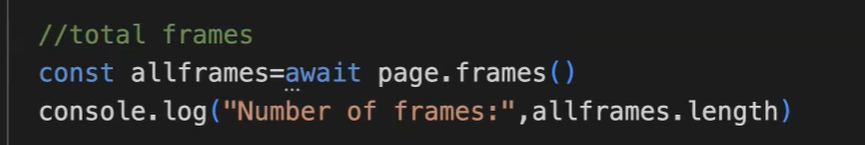 //total frames
const allframes=await page.frames()
console.log("Number of frames:",allframes.length)